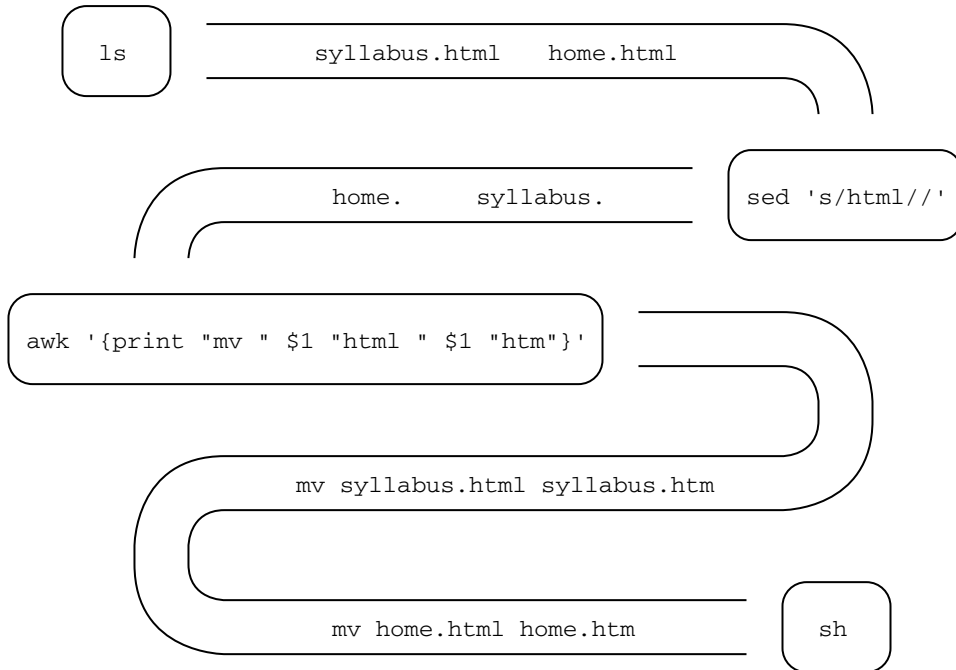 ls
syllabus.html home.html
sed 's/html//'
home. syllabus.
awk '{print "mv " $1 "html " $1 "htm"}'
mv syllabus.html syllabus.htm
mv home.html home.htm
sh